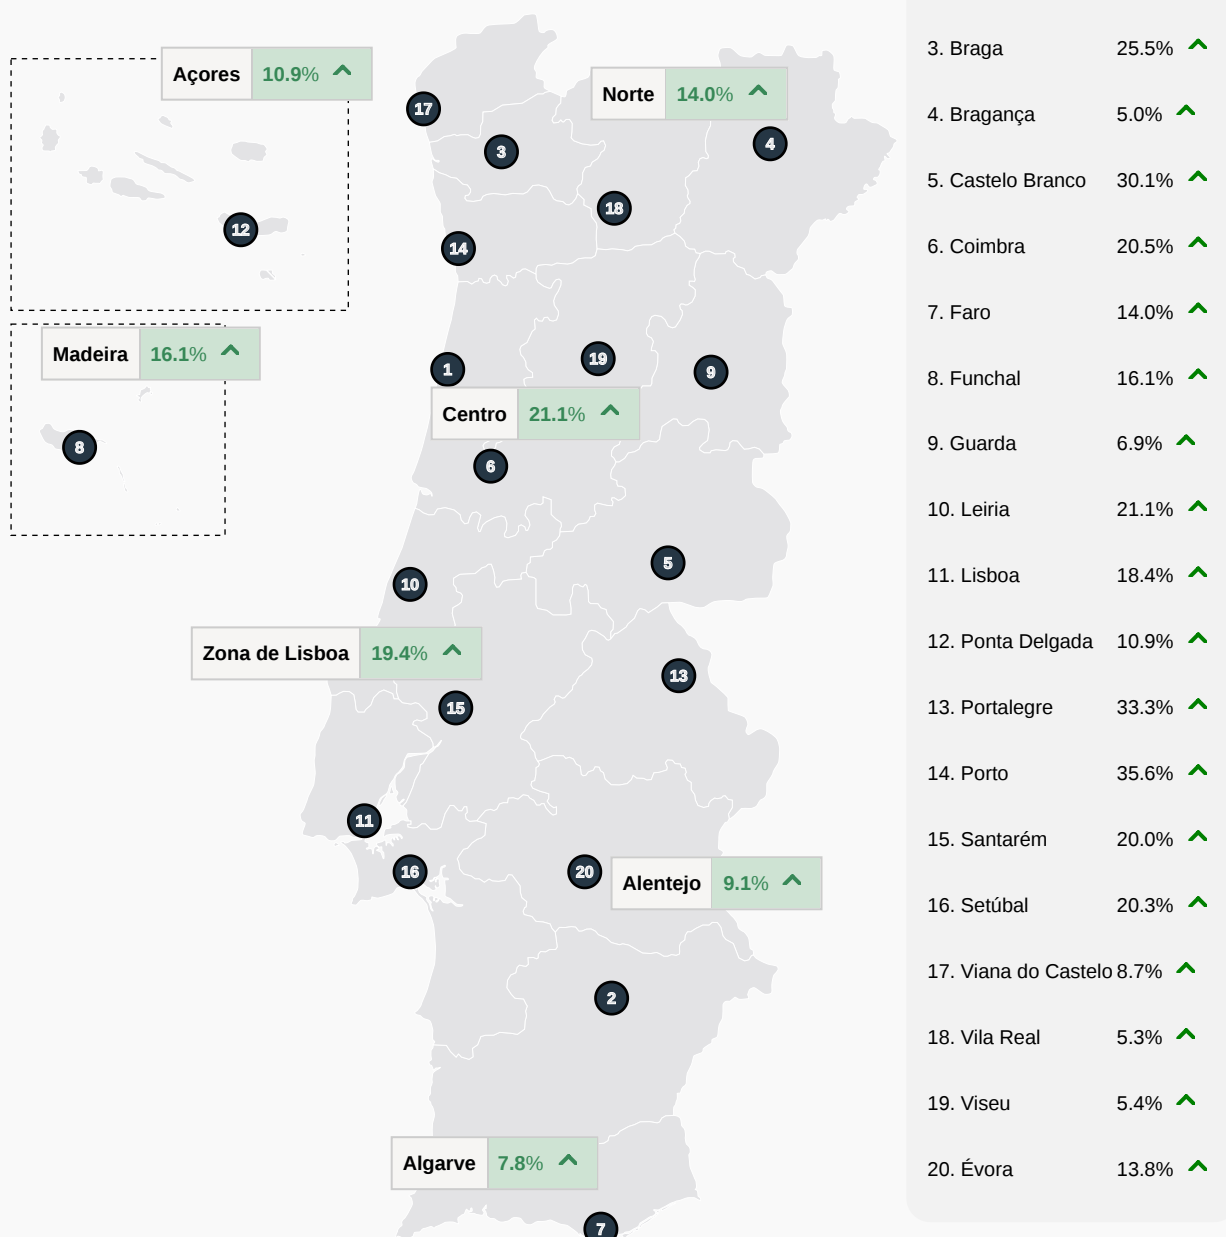 Açores 10.9%
Norte 14.0%
17
3
4
18
12
14
Madeira 16.1%
1
19
9
Centro 21.1%
8
6
5
10
Zona de Lisboa 19.4%
13
15
11
16
20
Alentejo 9.1%
2
Algarve 7.8%
7
3. Braga 25.5%
4. Bragança 5.0%
5. Castelo Branco 30.1%
6. Coimbra 20.5%
7. Faro 14.0%
8. Funchal 16.1%
9. Guarda 6.9%
10. Leiria 21.1%
11. Lisboa 18.4%
12. Ponta Delgada 10.9%
13. Portalegre 33.3%
14. Porto 35.6%
15. Santarém 20.0%
16. Setúbal 20.3%
17. Viana do Castelo 8.7%
18. Vila Real 5.3%
19. Viseu 5.4%
20. Évora 13.8%